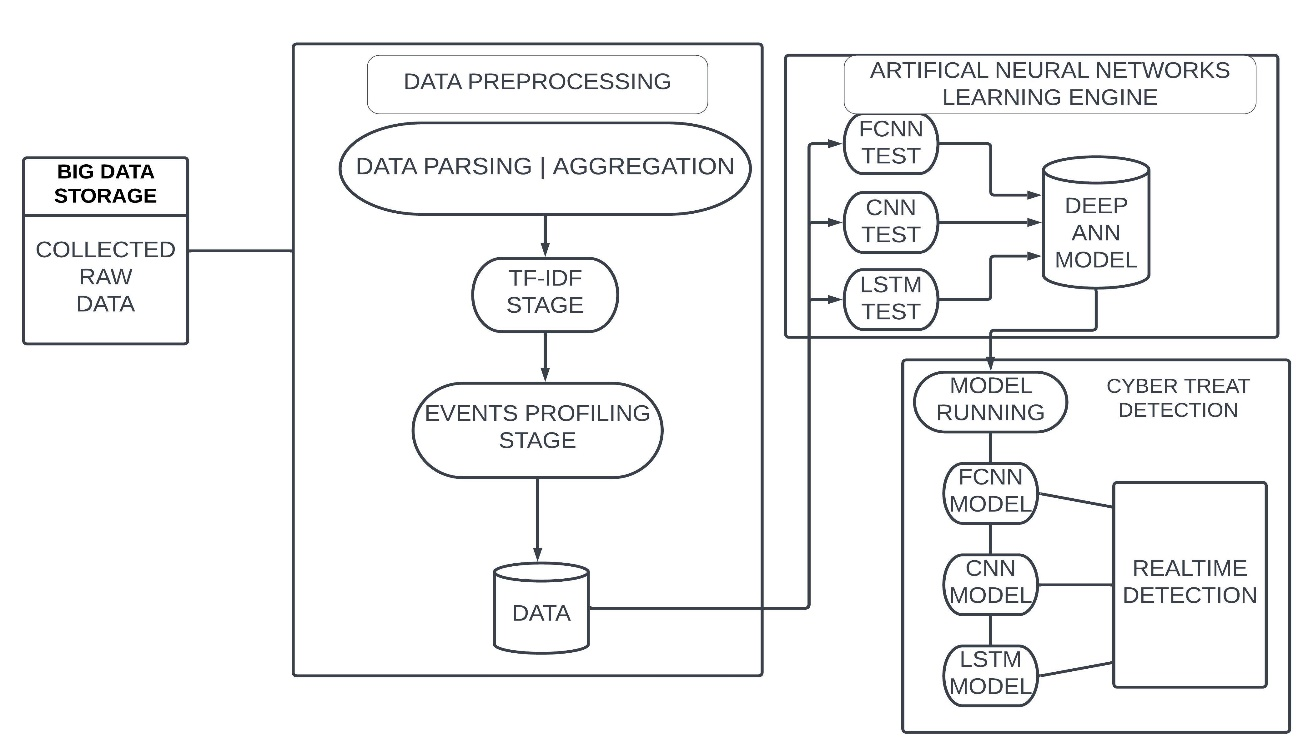 BIG DATA
STORAGE
COLLECTED
RAW
DATA
DATA PREPROCESSING
DATA PARSING | AGGREGATION
TF-IDF
STAGE
EVENTS PROFILING
STAGE
DATA
ARTIFICAL NEURAL NETWORKS
LEARNING ENGINE
FCNN
TEST
CNN
TEST
LSTM
TEST
DEEP
ANN
MODEL
MODEL
RUNNING
CYBER TREAT
DETECTION
FCNN
MODEL
CNN
MODEL
LSTM
MODEL
REALTIME
DETECTION